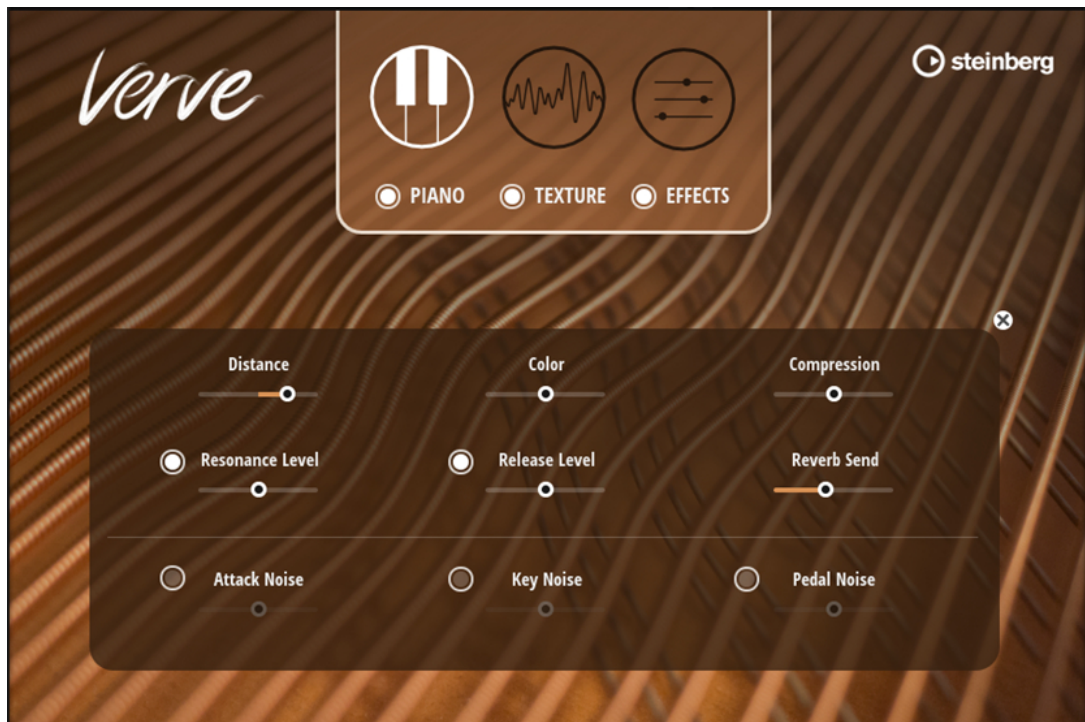 Verve
steinberg
PIANO TEXTURE EFFECTS
Distance Color Compression
Resonance Level Release Level Reverb Send
Attack Noise Key Noise Pedal Noise